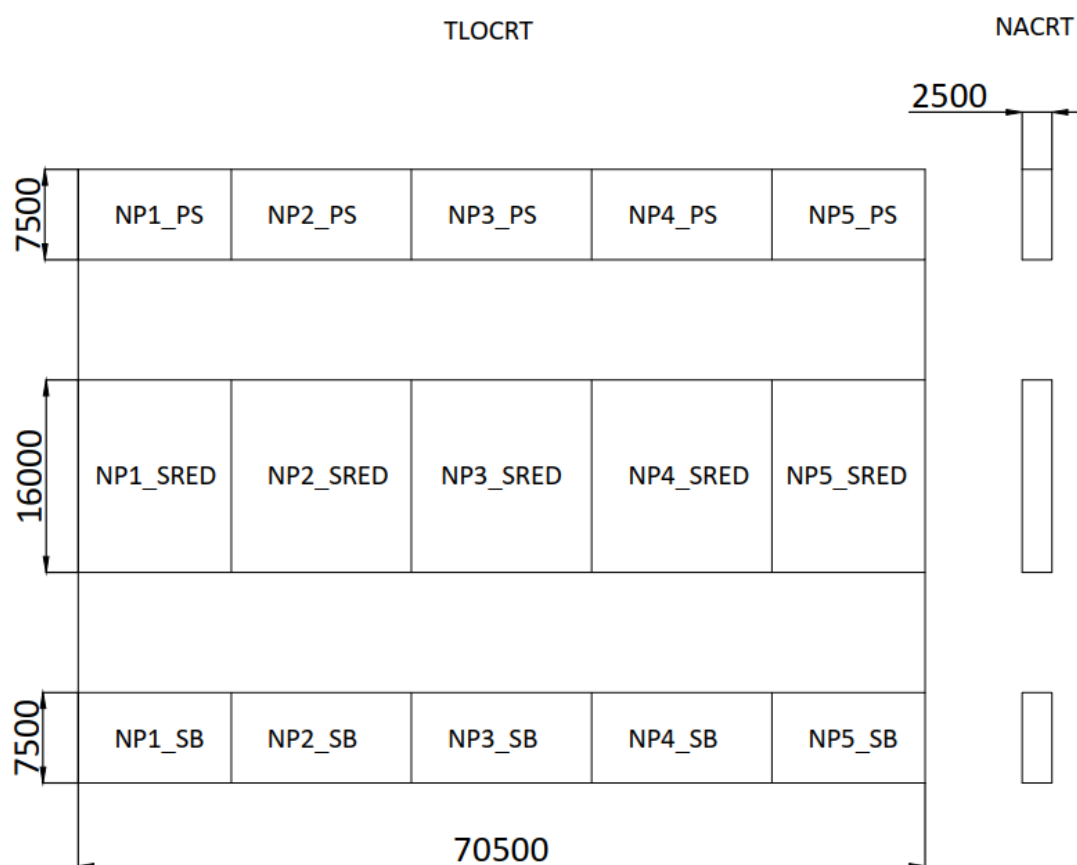 TLOCRT
NACRT
2500
7500
NP1_PS
NP2_PS
NP3_PS
NP4_PS
NP5_PS
16000
NP1_SRED
NP2_SRED
NP3_SRED
NP4_SRED
NP5_SRED
7500
NP1_SB
NP2_SB
NP3_SB
NP4_SB
NP5_SB
70500